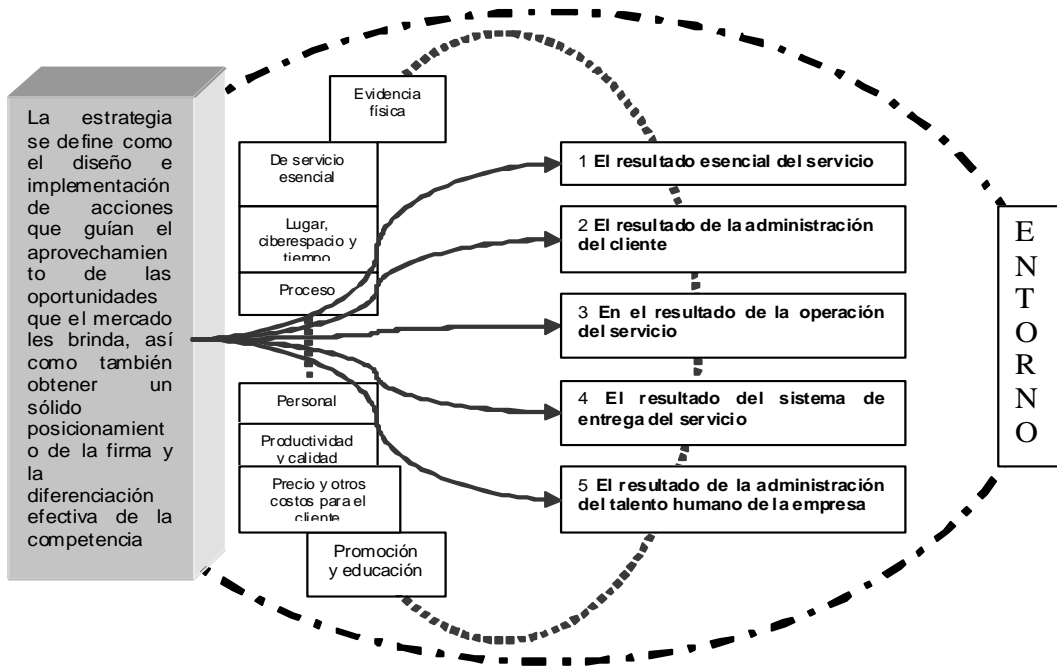 La estrategia
se define como
el diseño e
implementación
de acciones
que guían el
aprovechamien
to de las
oportunidades
que el mercado
les brinda, así
como también
obtener un
sólido
posicionamient
o de la firma y
la
diferenciación
efectiva de la
competencia
Evidencia
física
De servicio
esencial
Lugar,
ciberespacio y
tiempo
Proceso
Personal
Productividad
y calidad
Precio y otros
costos para el
cliente
Promoción
y educación
1 El resultado esencial del servicio
2 El resultado de la administración
del cliente
3 En el resultado de la operación
del servicio
4 El resultado del sistema de
entrega del servicio
5 El resultado de la administración
del talento humano de la empresa
E
N
T
O
R
N
O